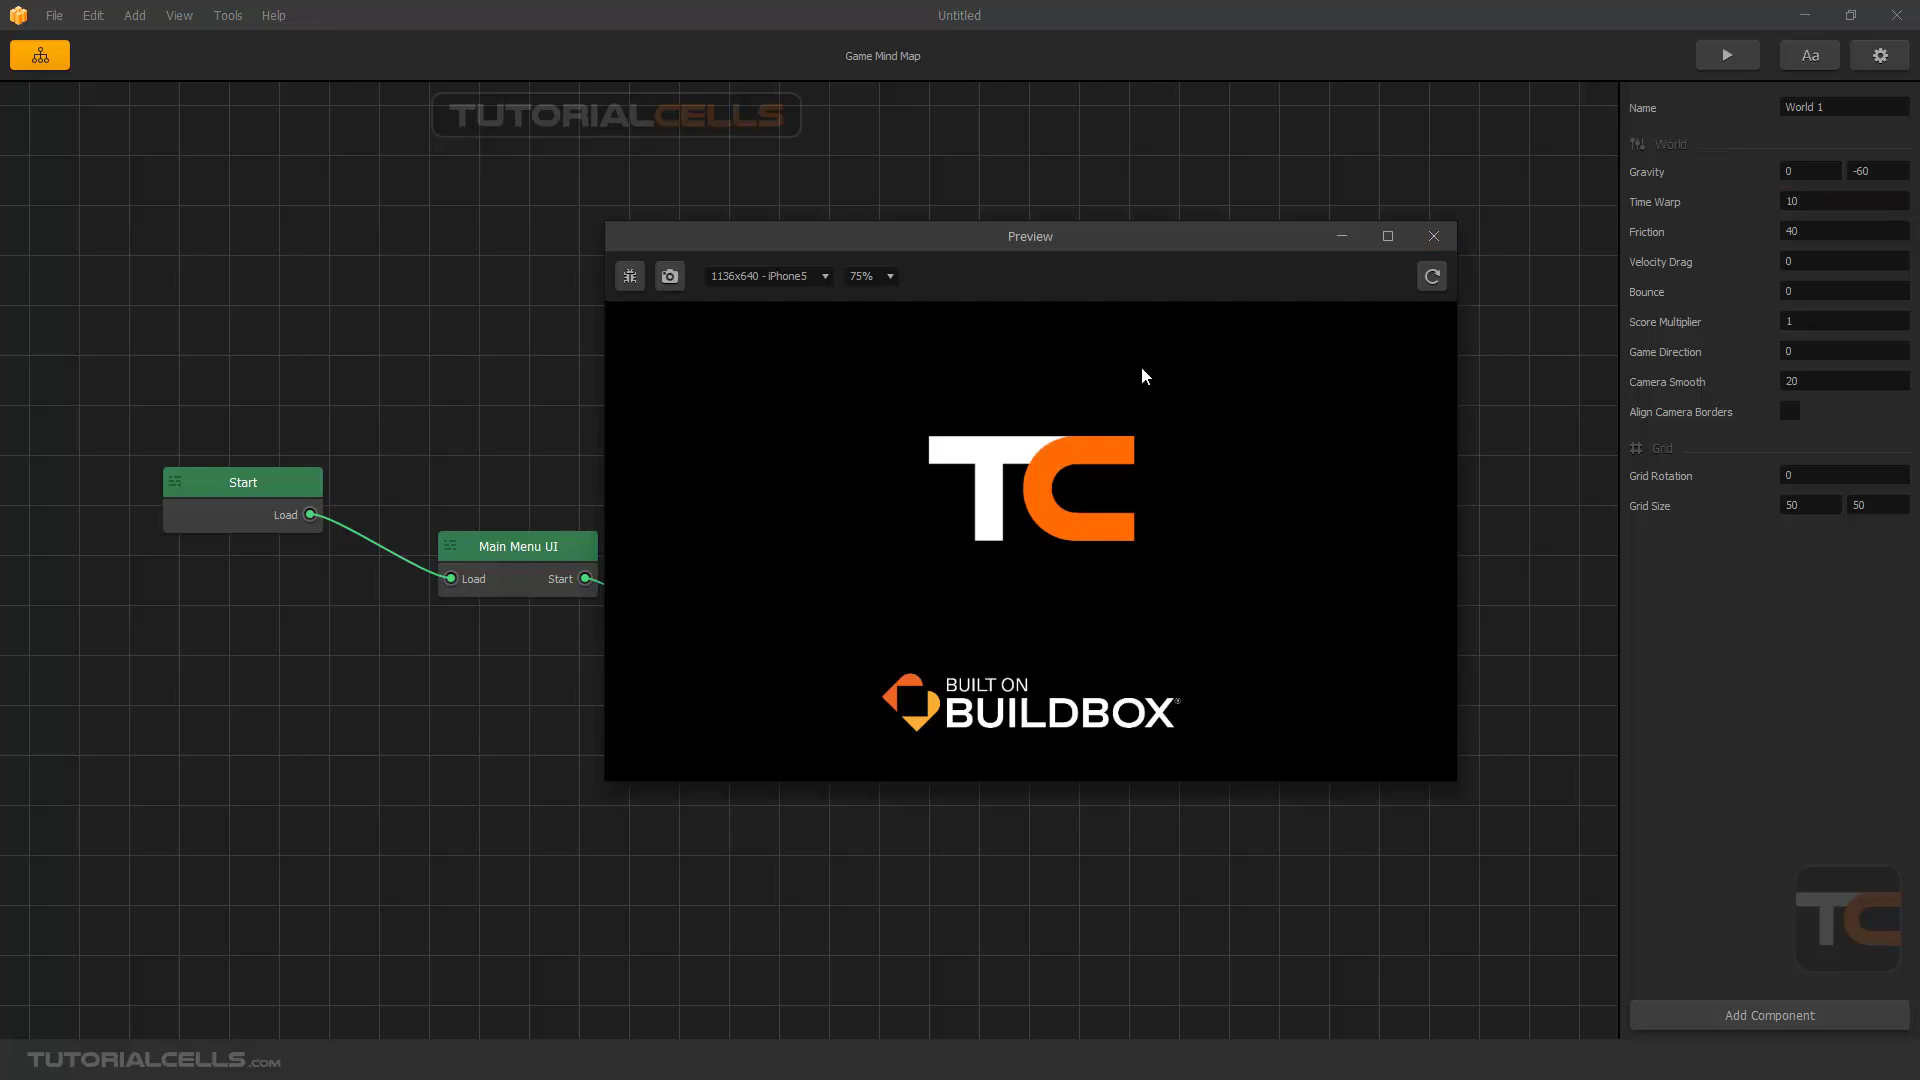 File Edit Add View Tools Help
Untitled
Game Mind Map
Aa
TUTORIALCELLS
Name World 1
World
Gravity 0 -60
Time Warp 10
Friction 40
Velocity Drag 0
Bounce 0
Score Multiplier 1
Game Direction 0
Camera Smooth 20
Align Camera Borders
Grid
Grid Rotation 0
Grid Size 50 50
Preview
1136x640 - iPhone5 75%
TC
BUILT ON
BUILDBOX®
Start
Load
Main Menu UI
Load Start
TC
Add Component
TUTORIALCELLS.COM